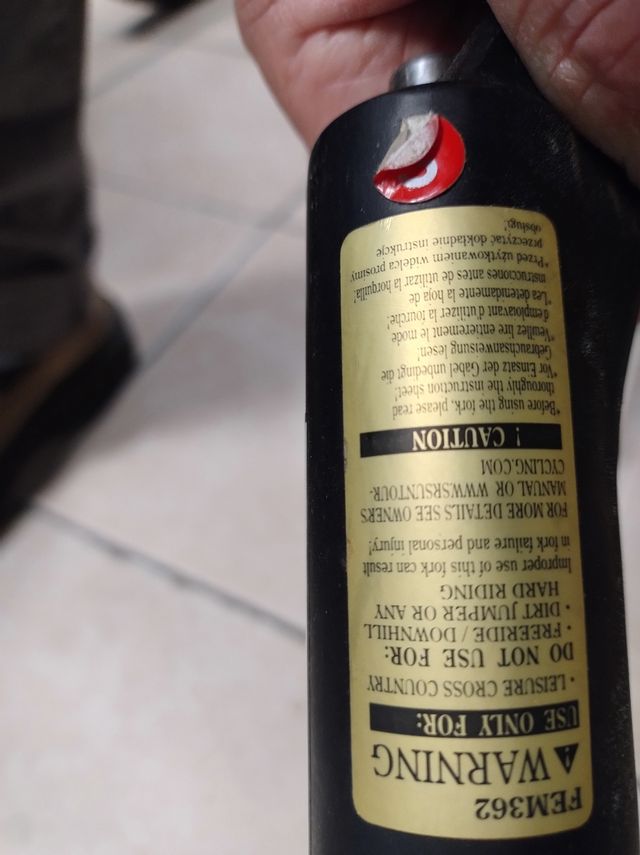 FEM362
WARNING
USE ONLY FOR:
• LEISURE CROSS COUNTRY
DO NOT USE FOR:
• FREERIDE / DOWNHILL
• DIRT JUMPER OR ANY
HARD RIDING
Improper use of this fork can result
in fork failure and personal injury!
FOR MORE DETAILS SEE OWNER'S
MANUAL OR WWW.SRSUNTOUR-
CYCLING.COM
! CAUTION
*Before using the fork, please read
thoroughly the instruction sheet!
*Vor Einsatz der Gabel unbedingt die
Gebrauchsanweisung lesen!
*Veuillez lire entierement le mode
d'emploiavant d'utilizer la fourche!
*Lea detenidamente la hoja de
instrucciones antes de utilizar la horquilla!
*Przed użytkowaniem widelca prosimy
przeczytać dokładnie instrukcje
obsługi!